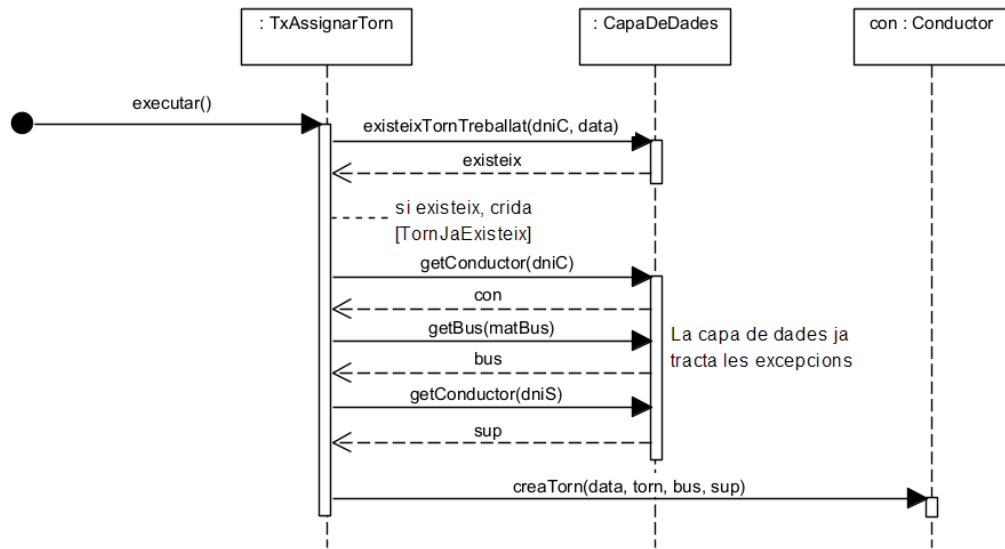 : TxAssignarTorn
: CapaDeDades
con : Conductor
executar()
existeixTornTreballat(dniC, data)
existeix
si existeix, crida
[TornJaExisteix]
getConductor(dniC)
con
getBus(matBus)
La capa de dades ja
tracta les excepcions
bus
getConductor(dniS)
sup
creaTorn(data, torn, bus, sup)